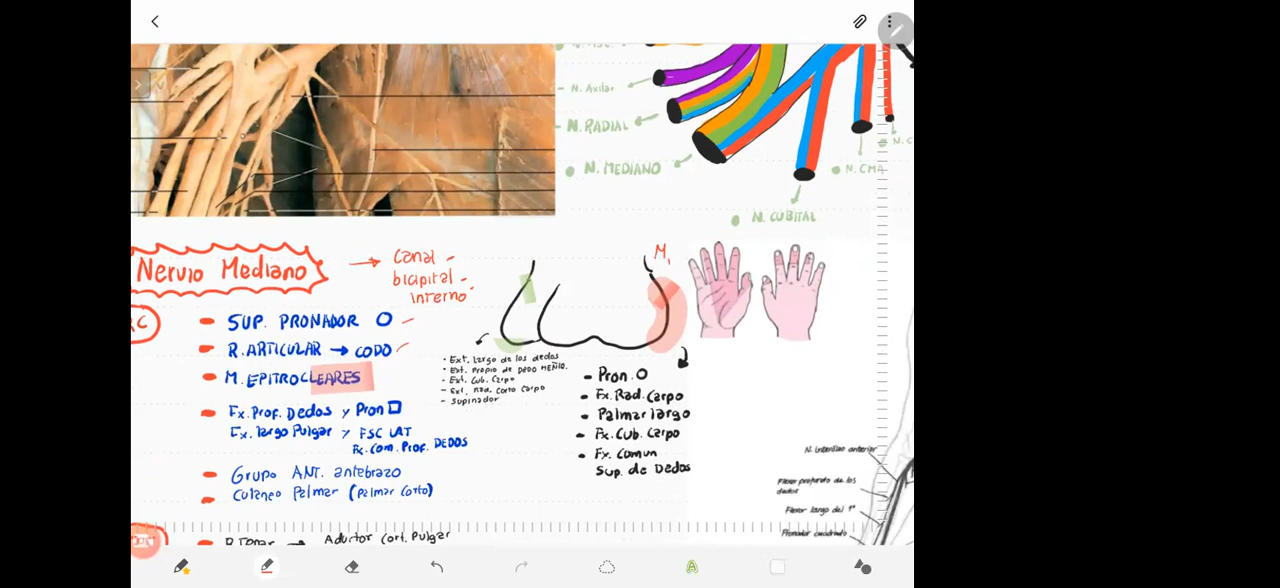 N. Axilar
N. RADIAL
N. MEDIANO
N. CMA
N. C
N. CUBITAL
Nervio Mediano
Canal
bicipital
interno
M,
SUP. PRONADOR O
R. ARTICULAR → CODO
M. EPITROCLEARES
Fx. Prof. Dedos y Pron □
Fx. largo Pulgar y FSC LAT
Fx. Com. Prof. DEDOS
Grupo ANT. antebrazo
Cutaneo Palmar (Palmar Corto)
Aductor Cort. Pulgar
• Ext. largo de los dedos
• Ext. Propio de DEDO MEÑIQ.
- Ext. Cub. Carpo
- Ext. Rad. Corto Carpo
- Supinador
- Pron. O
Fx. Rad. Carpo
Palmar largo
Fx. Cub. Carpo
Fx. Comun
Sup. de Dedos
N. interóseo anterior
Flexor profundo de los
dedos
Flexor largo del 1º
Pronador cuadrado
A